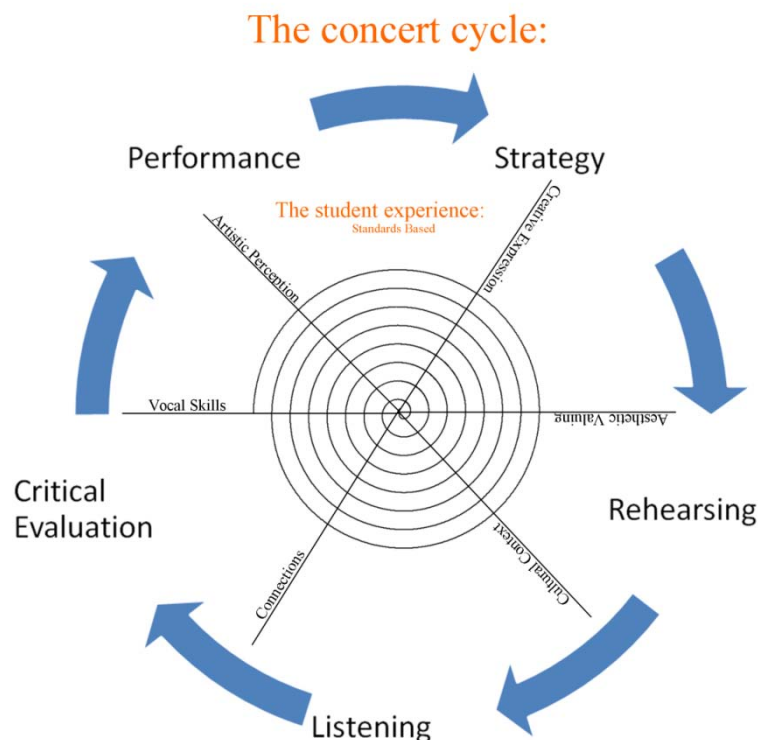 The concert cycle:
Performance
Strategy
The student experience:
Standards Based
Artistic Perception
Creative Expression
Vocal Skills
Aesthetic Valuing
Critical
Evaluation
Rehearsing
Connections
Cultural Context
Listening